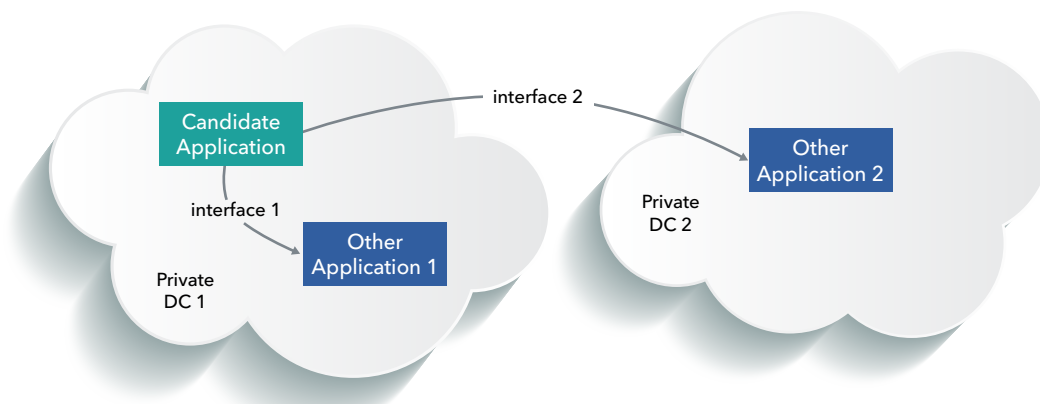 Candidate
Application
interface 1
Other
Application 1
Private
DC 1
interface 2
Other
Application 2
Private
DC 2